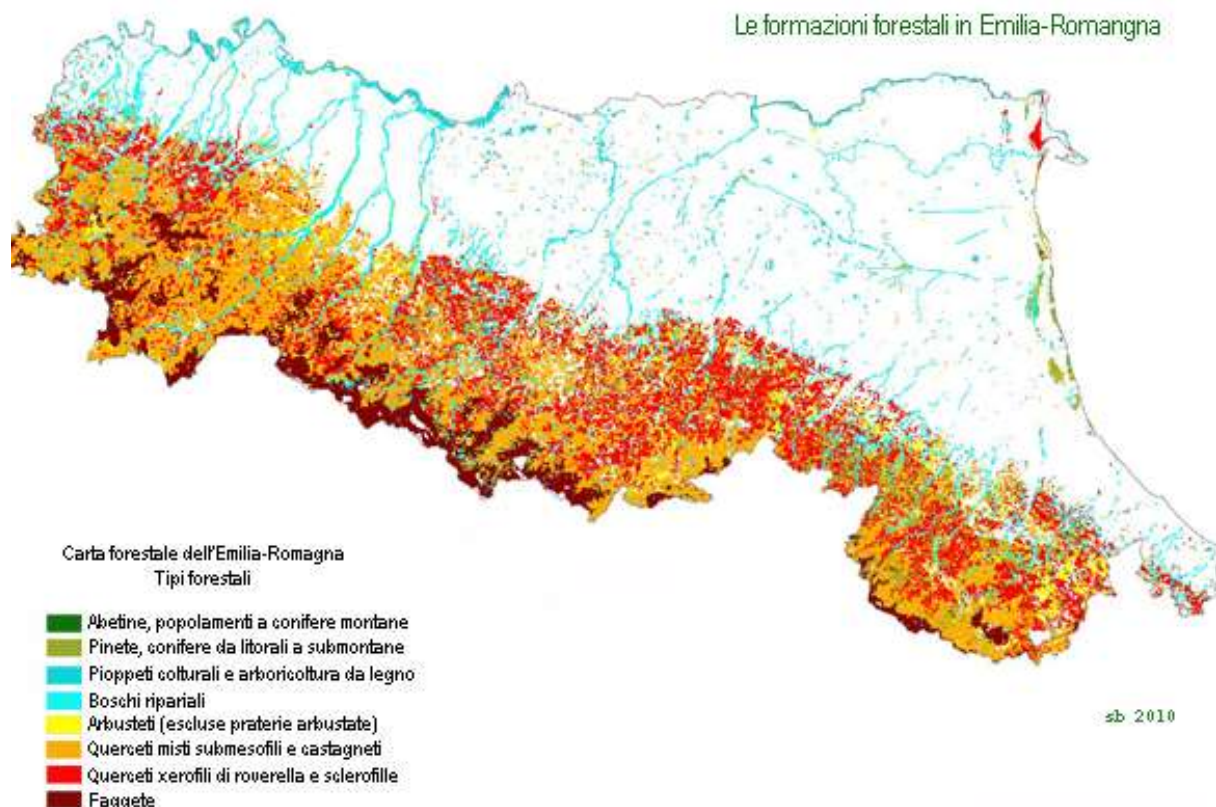 Le formazioni forestali in Emilia-Romangna
Carta forestale dell'Emilia-Romagna
Tipi forestali
Abetine, popolamenti a conifere montane
Pinete, conifere da litorali a submontane
Pioppeti colturali e arboricoltura da legno
Boschi ripariali
Arbusteti (escluse praterie arbustate)
Querceti misti submesofili e castagneti
Querceti xerofili di roverella e sclerofille
Faggete
sb 2010